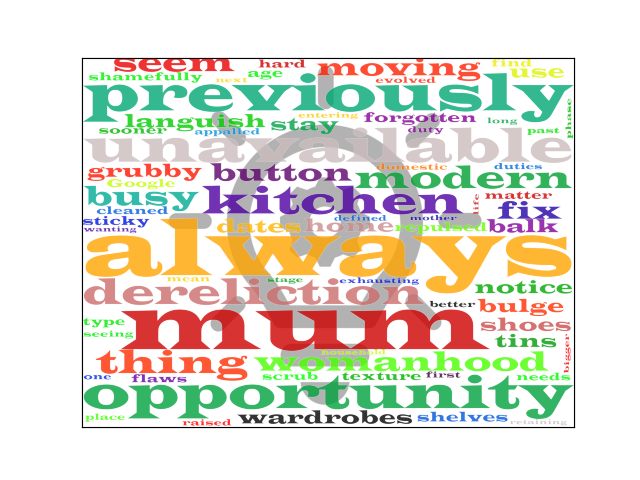 seem hard moving find
shamefully next age evolved use
previously
languish entering forgotten long phase
sooner appalled stay duty past
unavailable
grubby button domestic duties
Google modern
busy kitchen life matter
cleaned defined mother fix
sticky dates home repulsed balk
wanting
always
mean stage exhausting
dereliction notice
better bulge
type mum shoes
seeing tins
household bigger
thing womanhood
one flaws scrub texture first needs
opportunity
place raised wardrobes shelves retaining